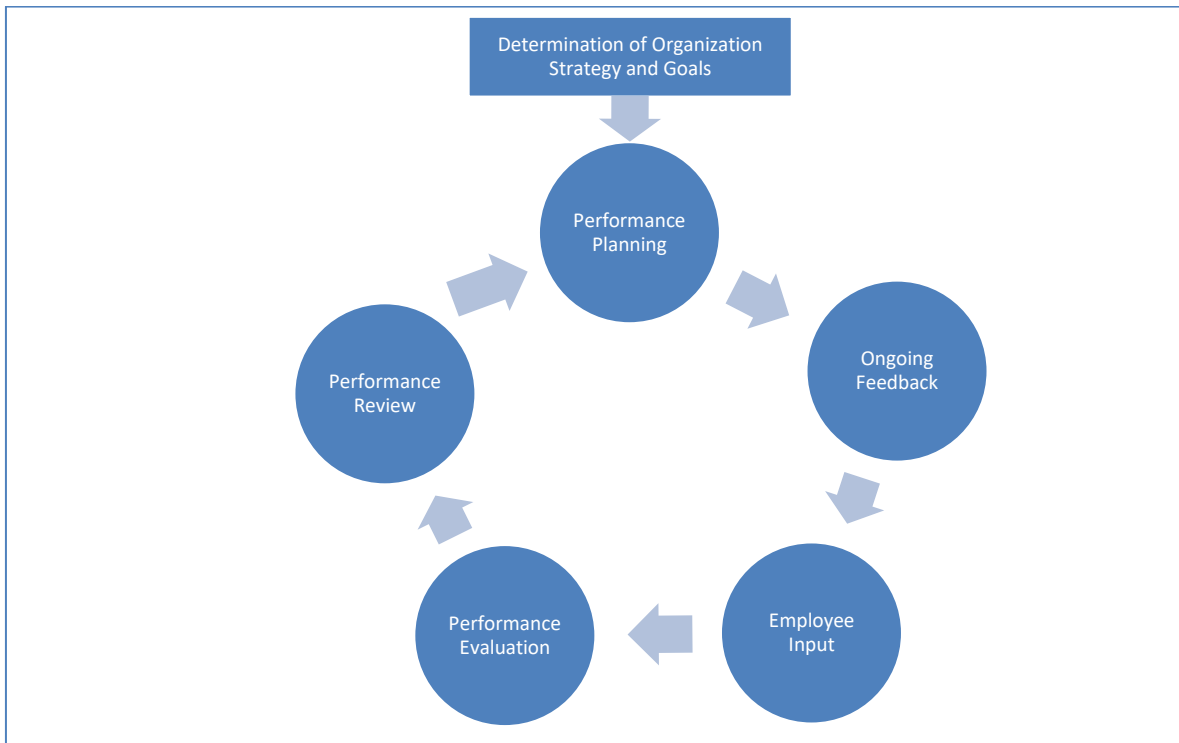 Determination of Organization
Strategy and Goals
Performance
Planning
Ongoing
Feedback
Employee
Input
Performance
Evaluation
Performance
Review